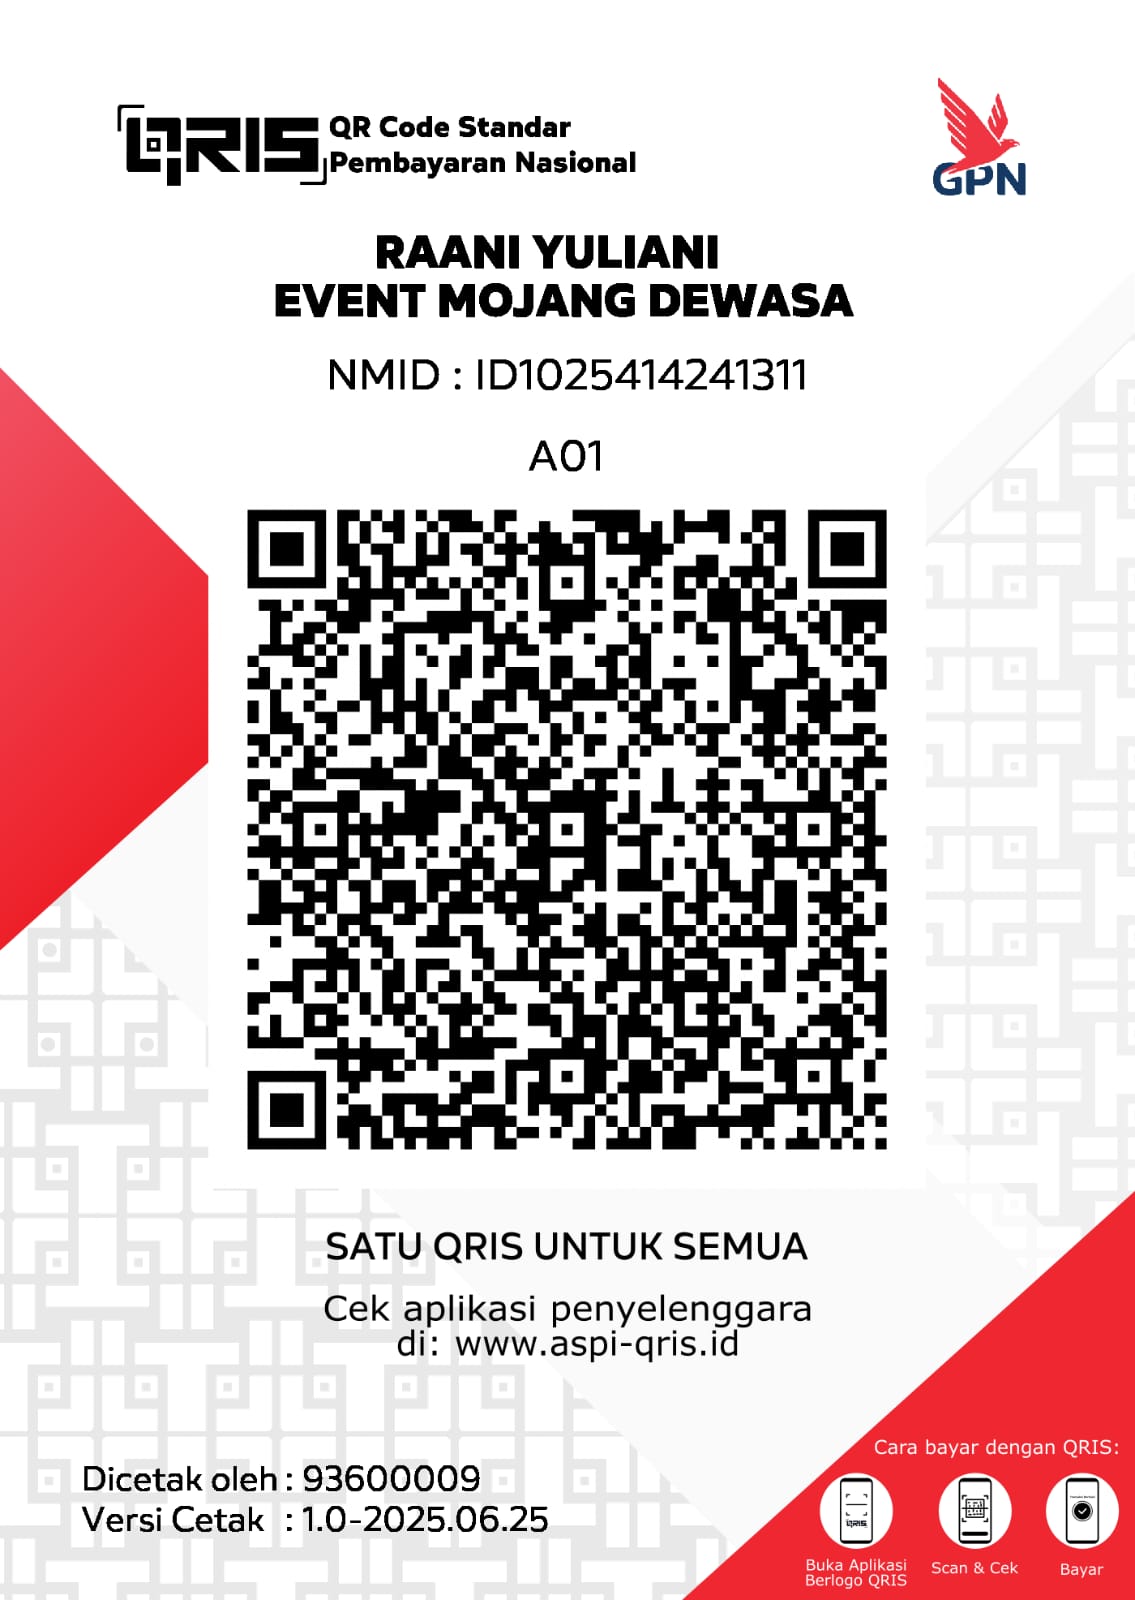 QRIS QR Code Standar
Pembayaran Nasional
GPN
RAANI YULIANI
EVENT MOJANG DEWASA
NMID : ID1025414241311
A01
SATU QRIS UNTUK SEMUA
Cek aplikasi penyelenggara
di: www.aspi-qris.id
Dicetak oleh : 93600009
Versi Cetak : 1.0-2025.06.25
Cara bayar dengan QRIS:
QRIS
Buka Aplikasi
Berlogo QRIS
Scan & Cek
Bayar